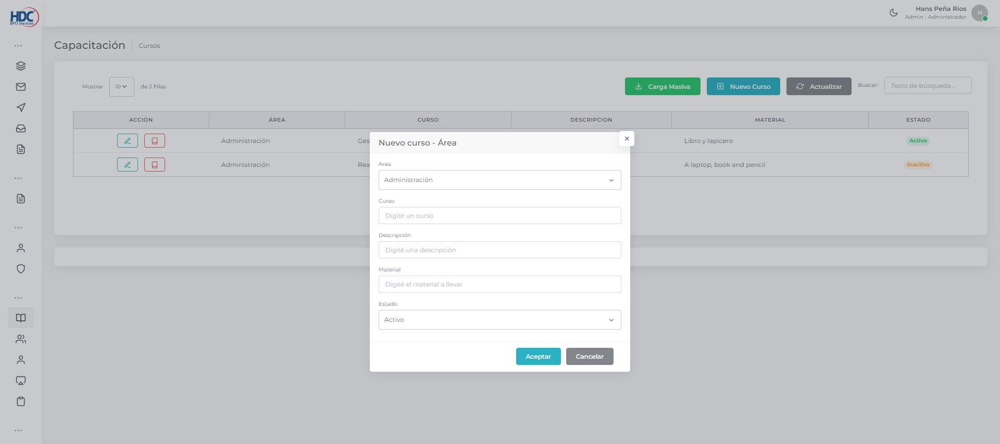 HDC
BPO Services
Hans Peña Rios
Admin - Administrador
H
Capacitación
Cursos
Mostrar 10 de 2 Filas
Carga Masiva
Nuevo Curso
Actualizar
Buscar: Texto de búsqueda...
ACCIÓN ÁREA CURSO DESCRIPCION MATERIAL ESTADO
Administración Ges Libro y lapicero Activo
Administración Rea A laptop, book and pencil Inactivo
Nuevo curso - Área
×
Area
Administración
Curso
Digité un curso
Descripción
Digité una descripción
Material
Digité el material a llevar
Estado
Activo
Aceptar
Cancelar